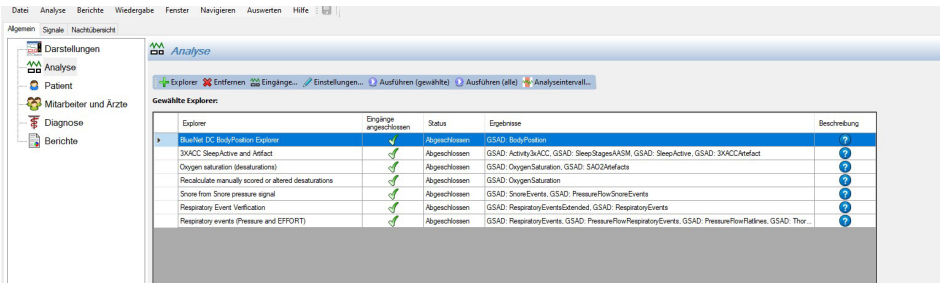 Datei Analyse Berichte Wiedergabe Fenster Navigieren Auswerten Hilfe
Allgemein Signale Nachtübersicht
Darstellungen
Analyse
Patient
Mitarbeiter und Ärzte
Diagnose
Berichte
Analyse
Explorer Entfernen Eingänge... Einstellungen... Ausführen (gewählte) Ausführen (alle) Analyseintervall...
Gewählte Explorer:
Explorer Eingänge angeschlossen Status Ergebnisse Beschreibung
BlueNet DC BodyPosition Explorer Abgeschlossen GSAD: BodyPosition
3XACC SleepActive and Artifact Abgeschlossen GSAD: Activity3xACC, GSAD: SleepStagesAASM, GSAD: SleepActive, GSAD: 3XACCArtefact
Oxygen saturation (desaturations) Abgeschlossen GSAD: OxygenSaturation, GSAD: SAO2Artefacts
Recalculate manually scored or altered desaturations Abgeschlossen GSAD: OxygenSaturation
Snore from Snore pressure signal Abgeschlossen GSAD: SnoreEvents, GSAD: PressureFlowSnoreEvents
Respiratory Event Verification Abgeschlossen GSAD: RespiratoryEventsExtended, GSAD: RespiratoryEvents
Respiratory events (Pressure and EFFORT) Abgeschlossen GSAD: RespiratoryEvents, GSAD: PressureFlowRespiratoryEvents, GSAD: PressureFlowFlatlines, GSAD: Thor...